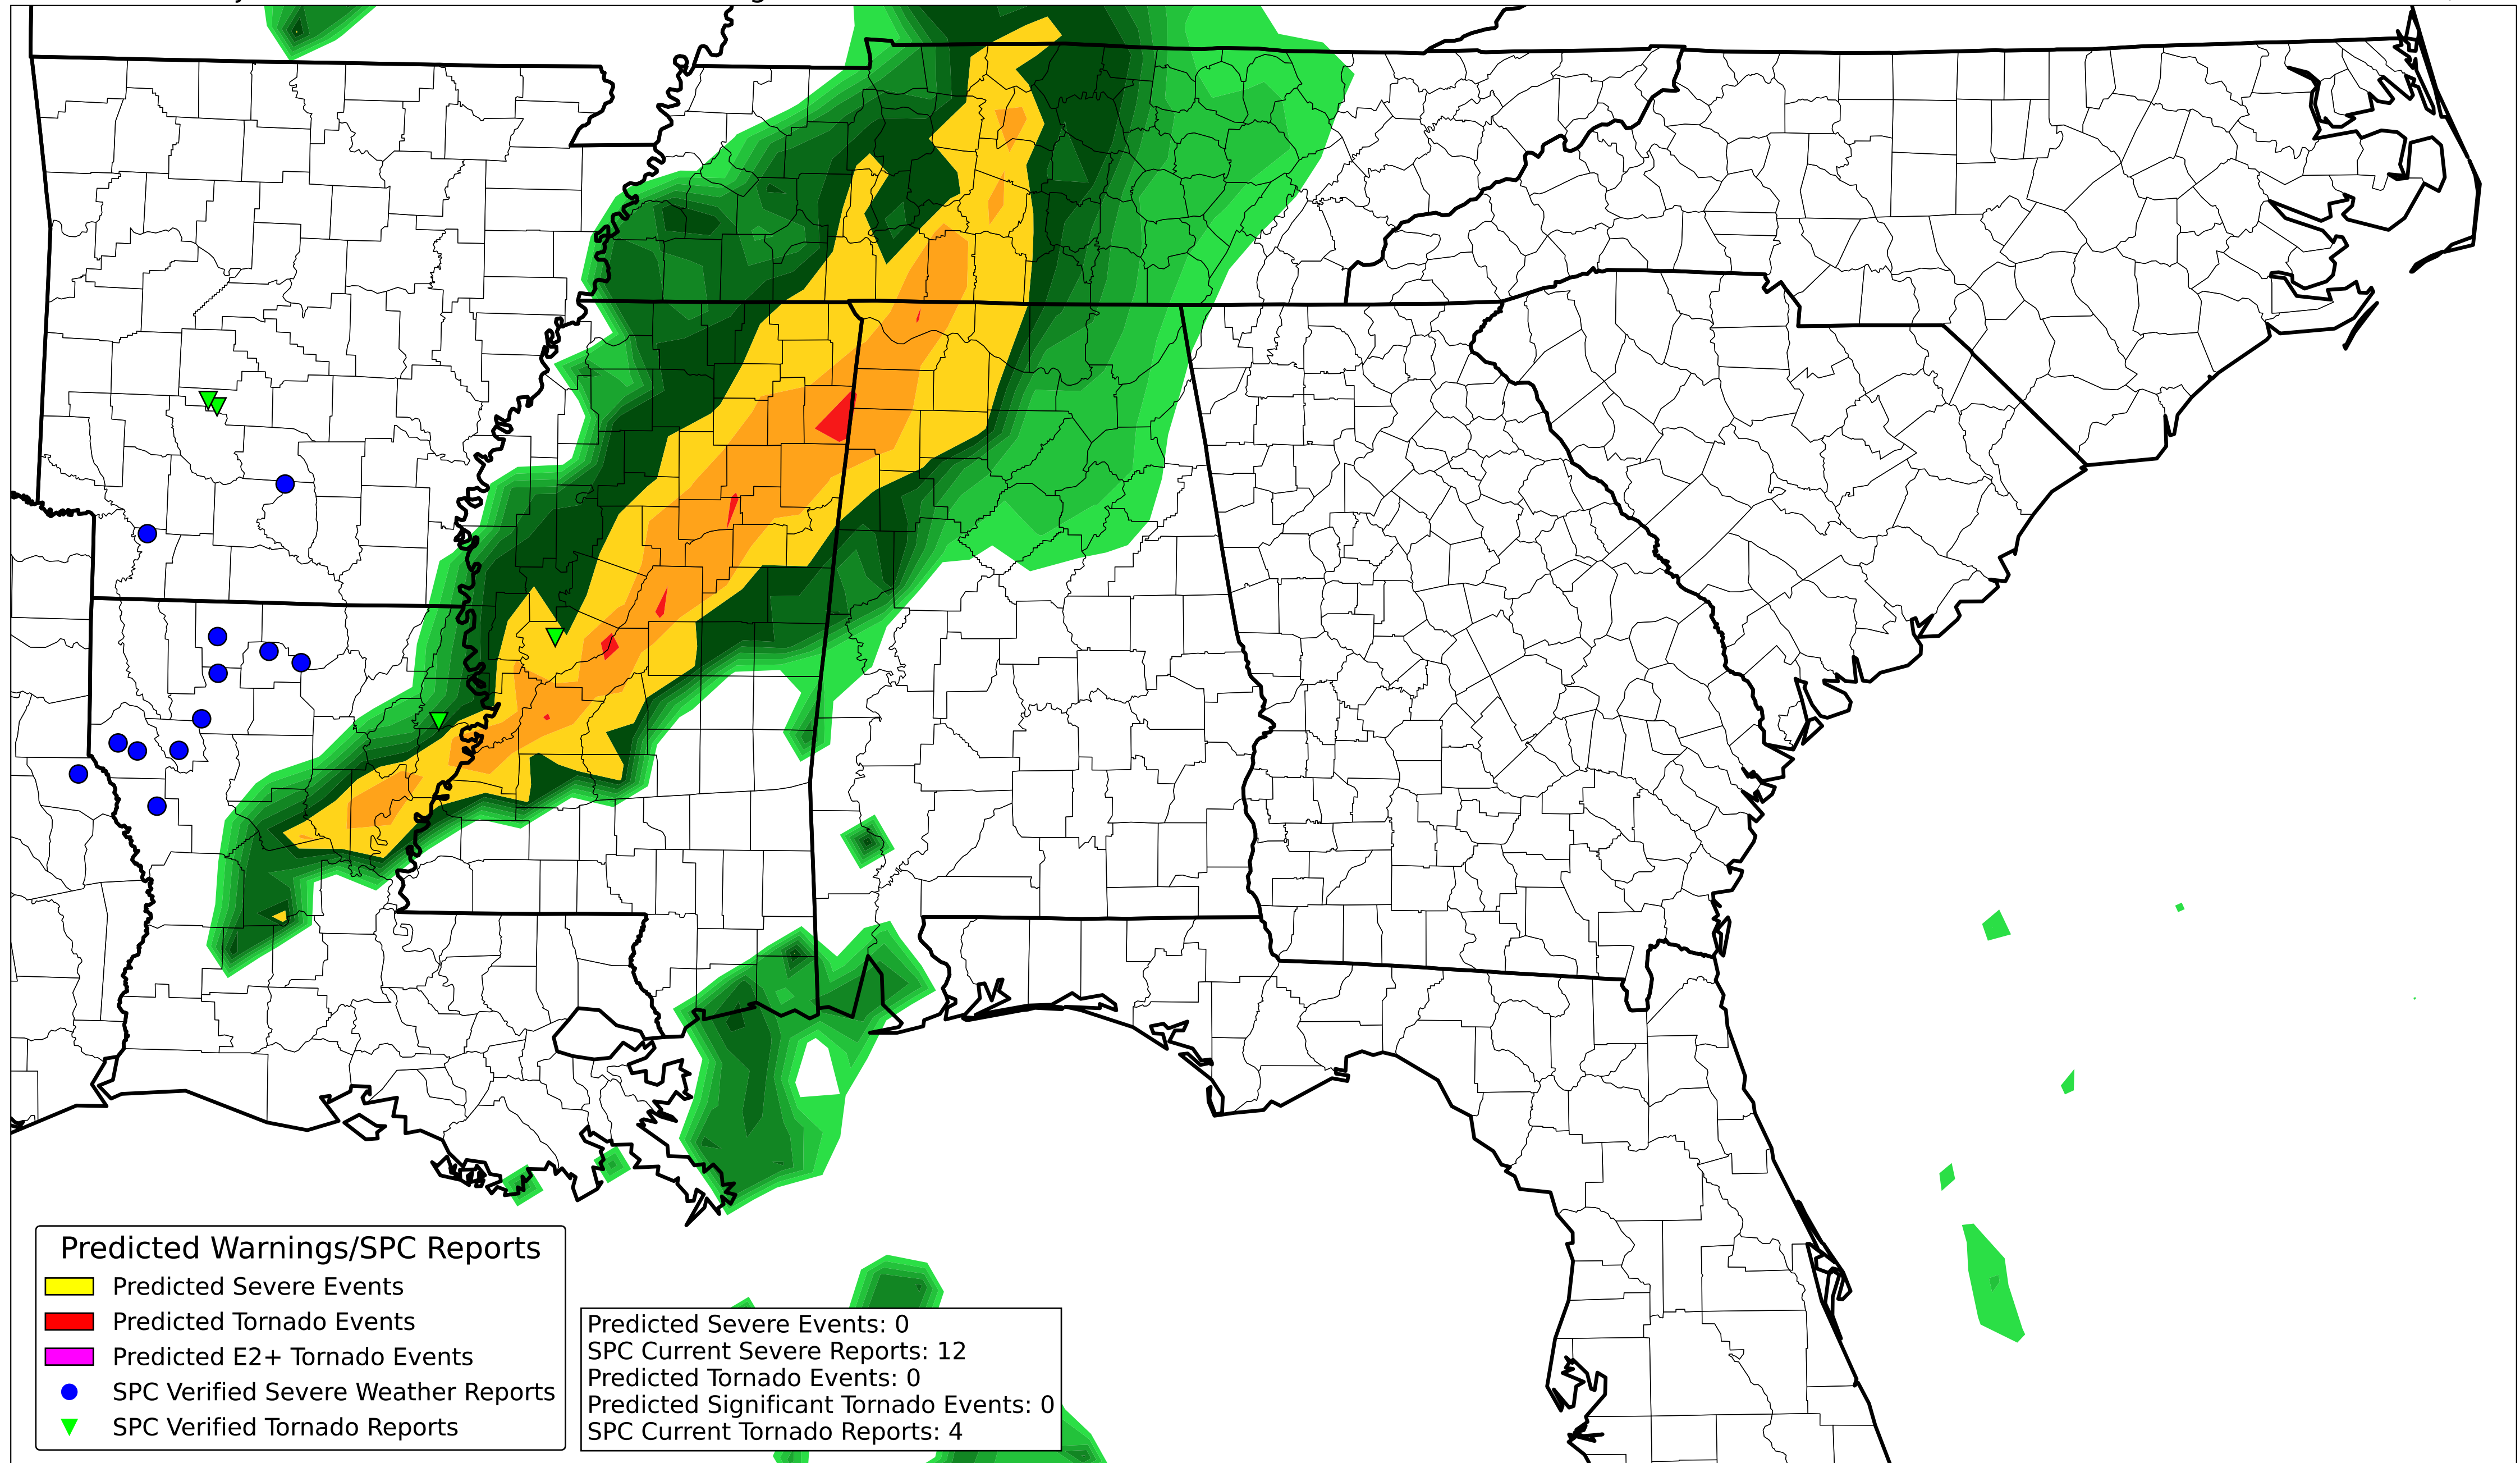 Predicted Warnings/SPC Reports
Predicted Severe Events
Predicted Tornado Events
Predicted E2+ Tornado Events
SPC Verified Severe Weather Reports
SPC Verified Tornado Reports
Predicted Severe Events: 0
SPC Current Severe Reports: 12
Predicted Tornado Events: 0
Predicted Significant Tornado Events: 0
SPC Current Tornado Reports: 4